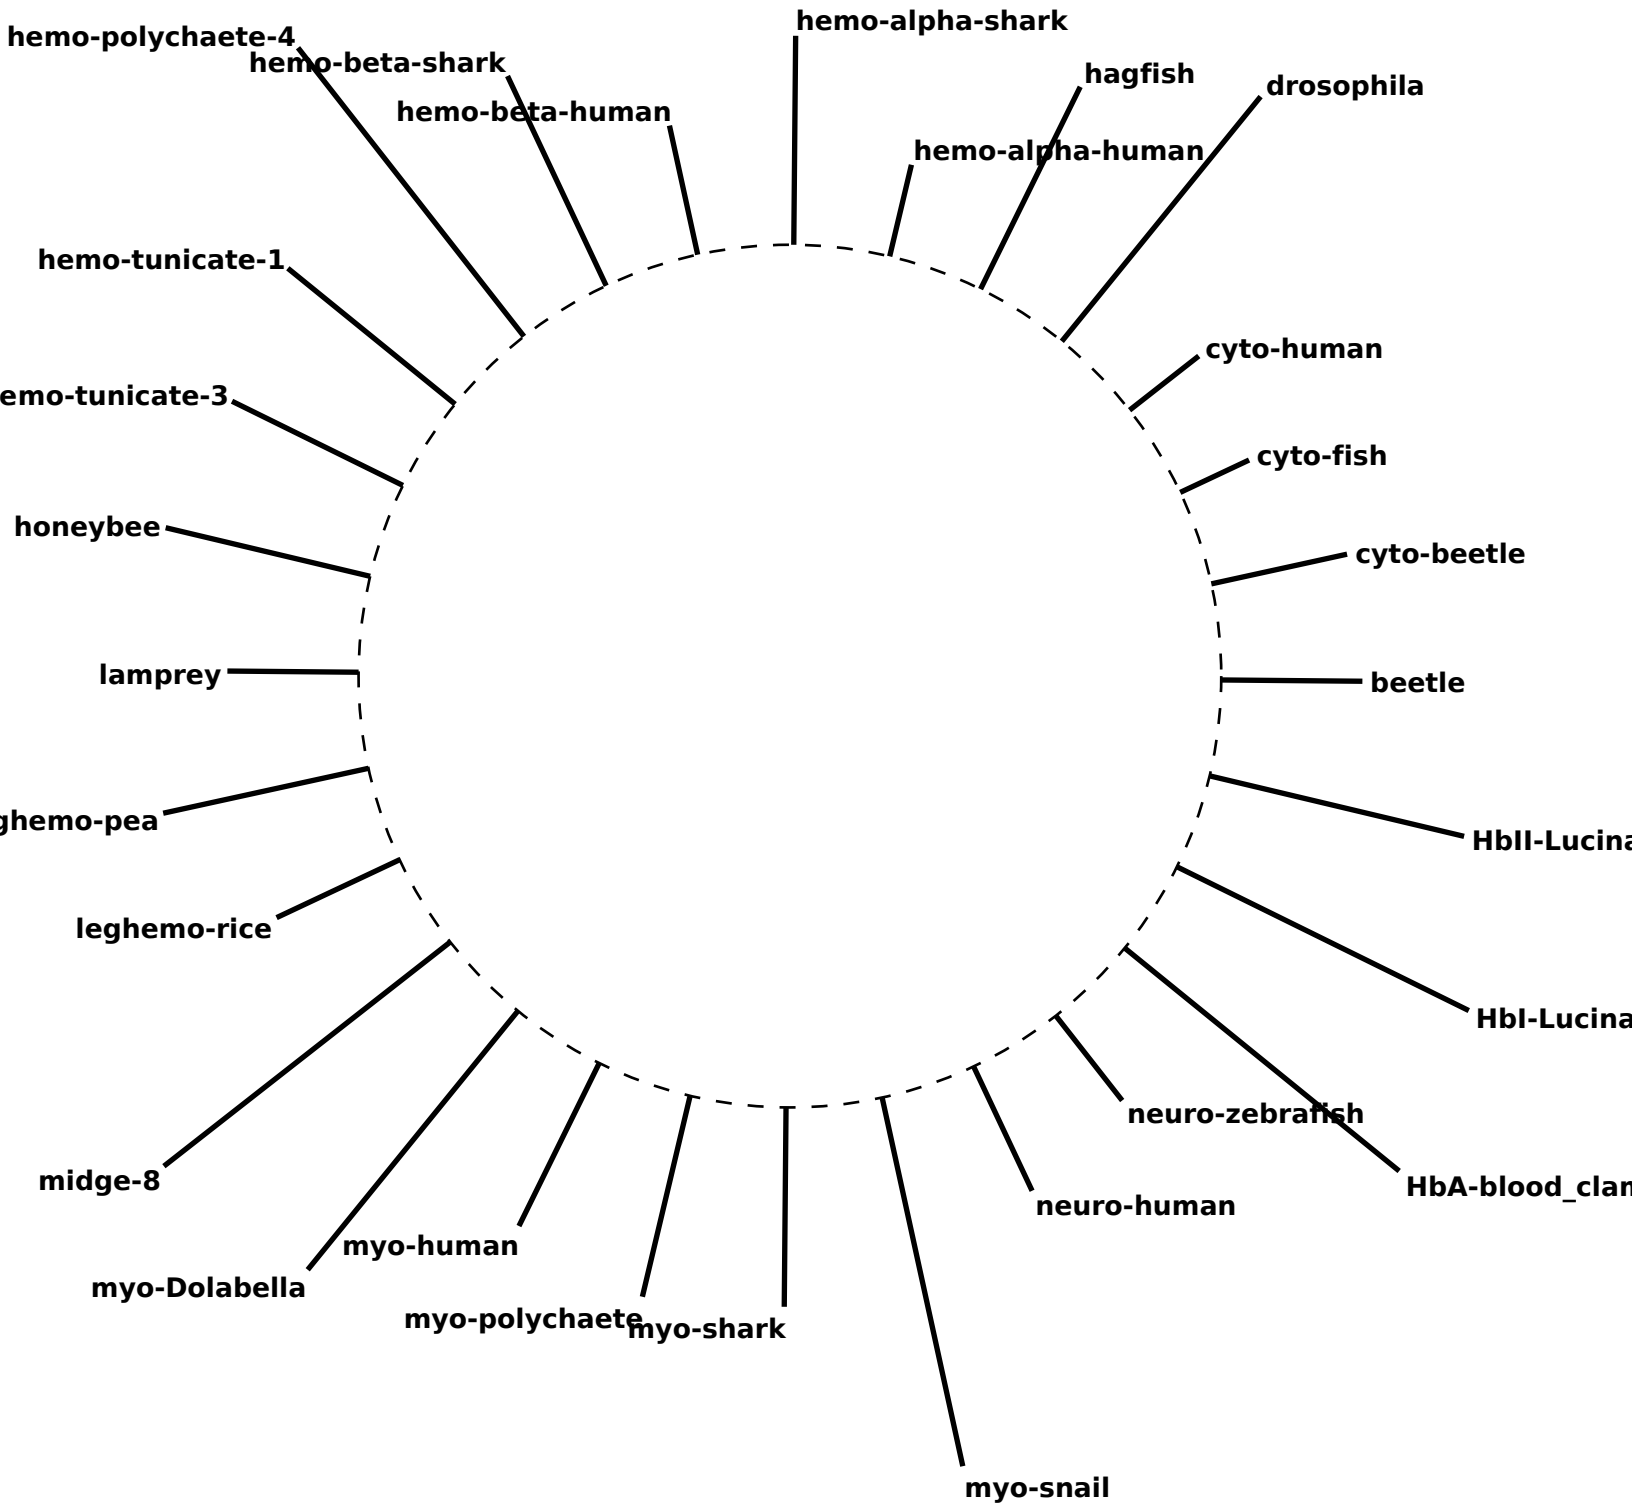 hemo-alpha-shark
hemo-polychaete-4
hemo-beta-shark
hagfish
drosophila
hemo-beta-human
hemo-alpha-human
hemo-tunicate-1
cyto-human
emo-tunicate-3
cyto-fish
honeybee
cyto-beetle
lamprey
beetle
ghemo-pea
HbII-Lucina
leghemo-rice
HbI-Lucina
neuro-zebrafish
midge-8
HbA-blood_clam
neuro-human
myo-human
myo-Dolabella
myo-polychaete
myo-shark
myo-snail